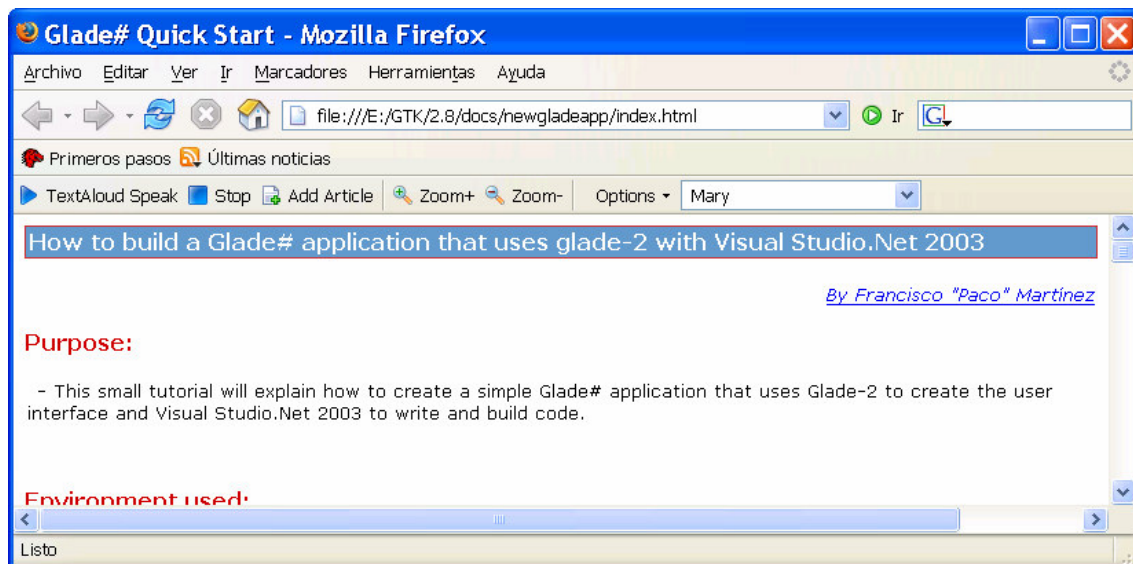 Glade# Quick Start - Mozilla Firefox
Archivo Editar Ver Ir Marcadores Herramientas Ayuda
file:///E:/GTK/2.8/docs/newgladeapp/index.html Ir G
Primeros pasos Últimas noticias
TextAloud Speak Stop Add Article Zoom+ Zoom- Options Mary
How to build a Glade# application that uses glade-2 with Visual Studio.Net 2003
By Francisco "Paco" Martínez
Purpose:
- This small tutorial will explain how to create a simple Glade# application that uses Glade-2 to create the user
interface and Visual Studio.Net 2003 to write and build code.
Environment used:
Listo